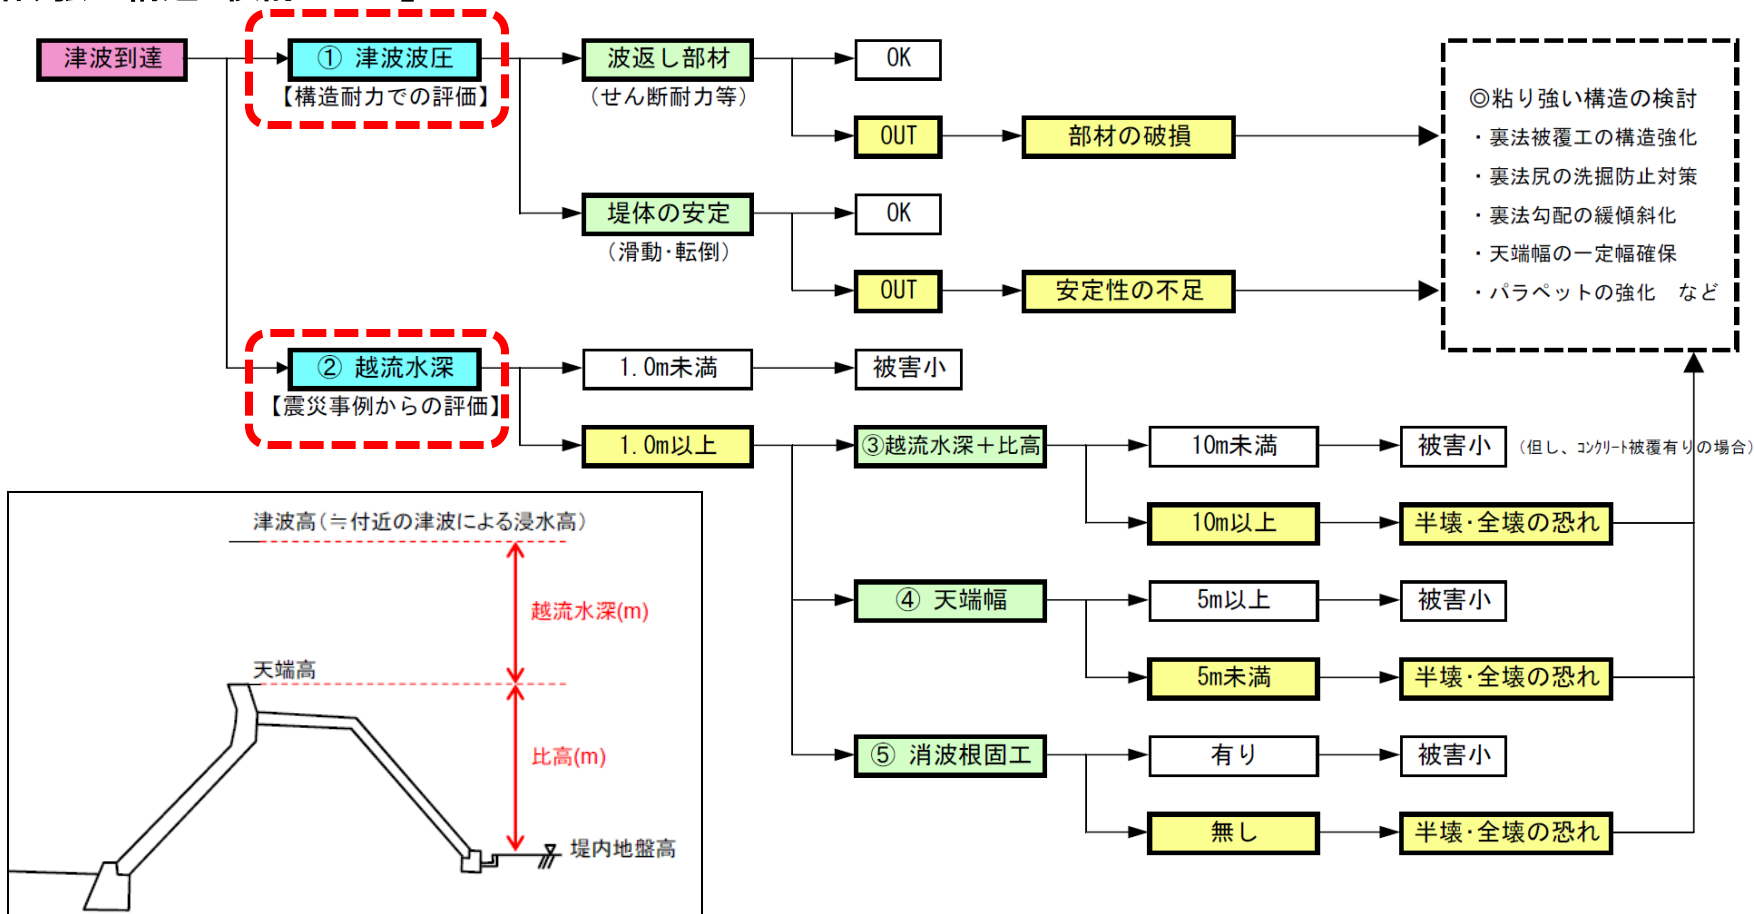 津波到達
① 津波波圧
【構造耐力での評価】
波返し部材
(せん断耐力等)
OK
OUT
部材の破損
堤体の安定
(滑動・転倒)
OK
OUT
安定性の不足
◎粘り強い構造の検討
・裏法被覆工の構造強化
・裏法尻の洗掘防止対策
・裏法勾配の緩傾斜化
・天端幅の一定幅確保
・パラペットの強化 など
② 越流水深
【震災事例からの評価】
1.0m未満
被害小
1.0m以上
③越流水深+比高
10m未満
被害小
(但し、コンクリート被覆有りの場合)
10m以上
半壊・全壊の恐れ
④ 天端幅
5m以上
被害小
5m未満
半壊・全壊の恐れ
⑤ 消波根固工
有り
被害小
無し
半壊・全壊の恐れ
津波高(≒付近の津波による浸水高)
越流水深(m)
天端高
比高(m)
堤内地盤高